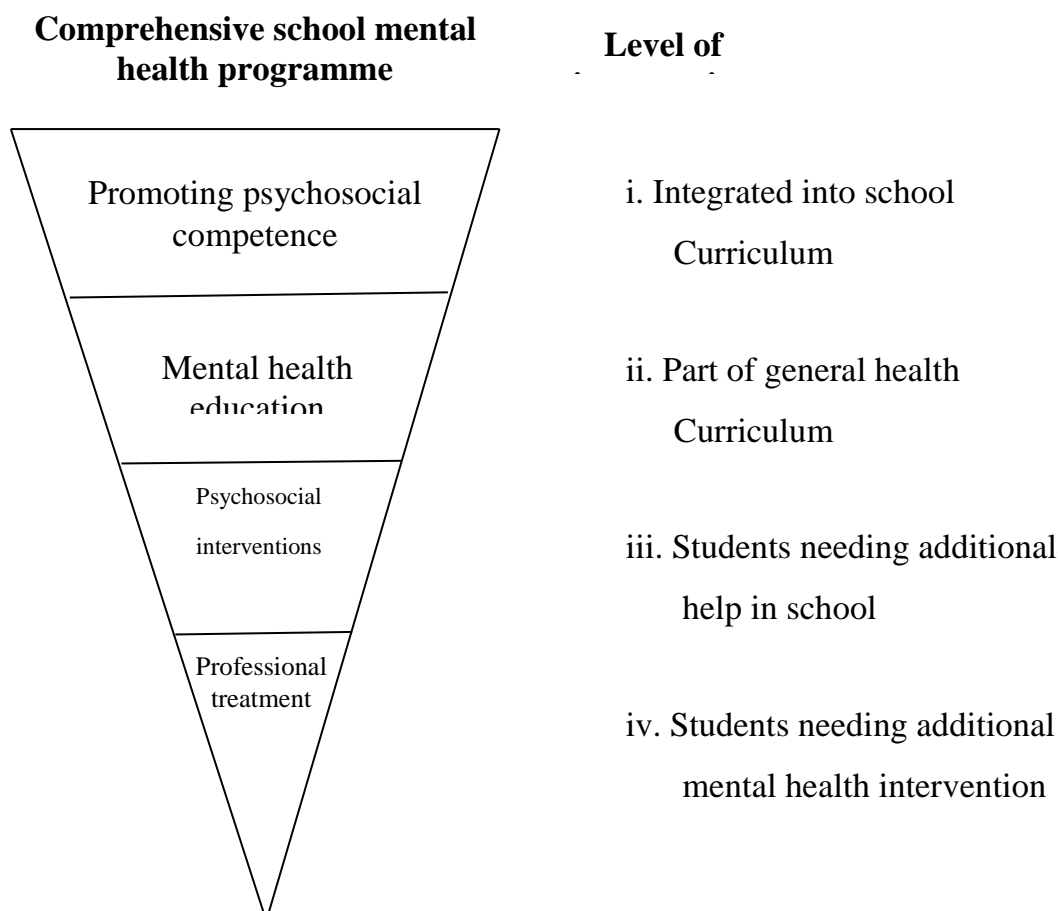 Comprehensive school mental
health programme
Level of
Promoting psychosocial
competence
i. Integrated into school
Curriculum
Mental health
education
ii. Part of general health
Curriculum
Psychosocial
interventions
iii. Students needing additional
help in school
Professional
treatment
iv. Students needing additional
mental health intervention